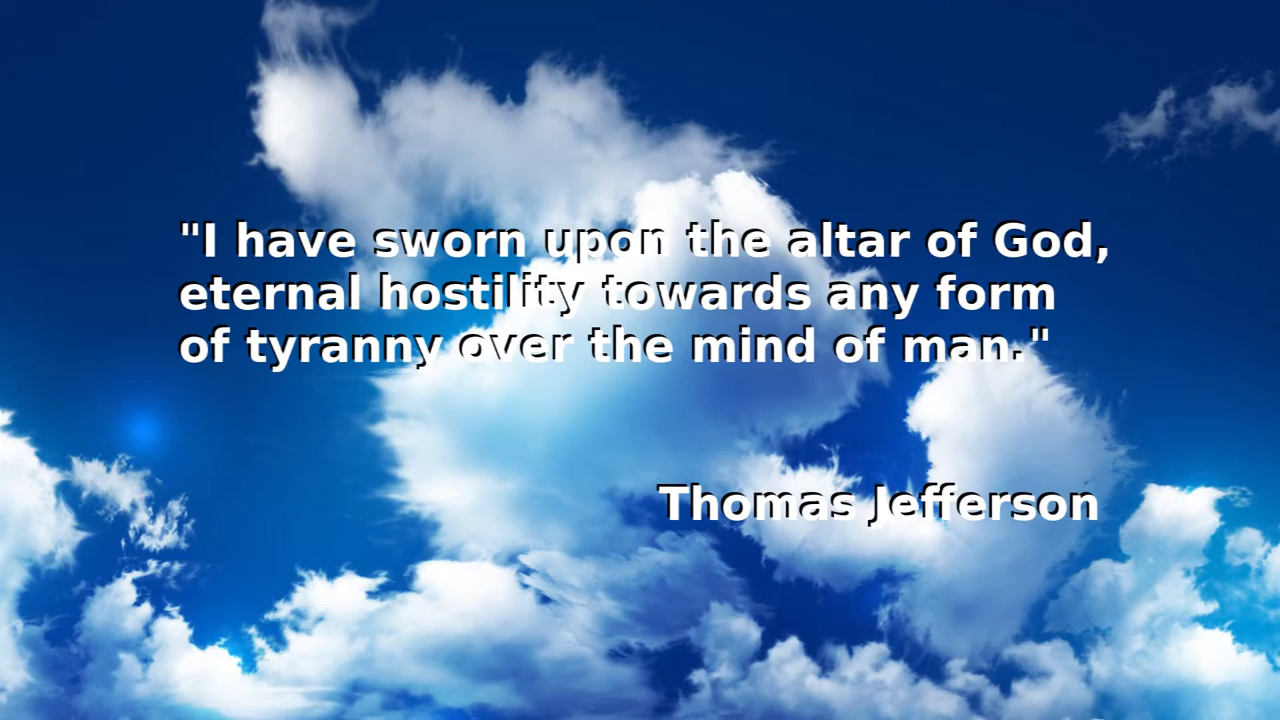 "I have sworn upon the altar of God,
eternal hostility towards any form
of tyranny over the mind of man."
Thomas Jefferson